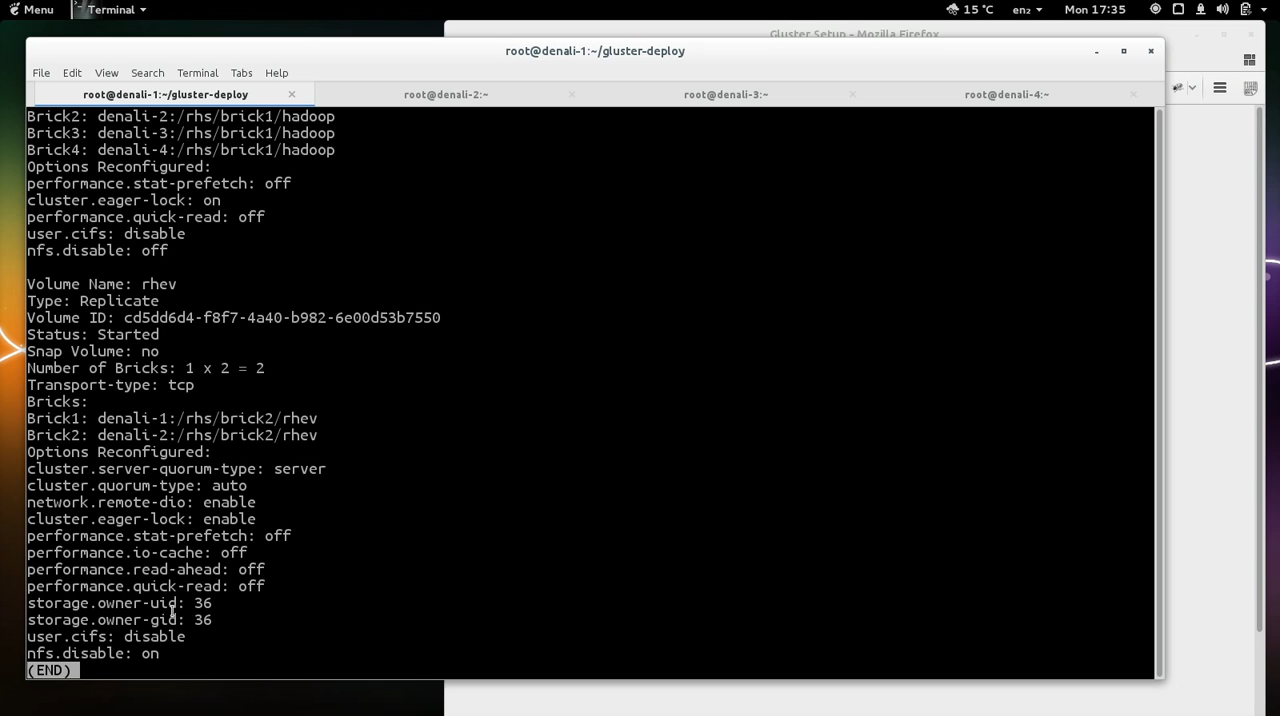 Menu Terminal 15 °C en₂ Mon 17:35
Gluster Setup - Mozilla Firefox
root@denali-1:~/gluster-deploy
File Edit View Search Terminal Tabs Help
root@denali-1:~/gluster-deploy root@denali-2:~ root@denali-3:~ root@denali-4:~
Brick2: denali-2:/rhs/brick1/hadoop
Brick3: denali-3:/rhs/brick1/hadoop
Brick4: denali-4:/rhs/brick1/hadoop
Options Reconfigured:
performance.stat-prefetch: off
cluster.eager-lock: on
performance.quick-read: off
user.cifs: disable
nfs.disable: off
Volume Name: rhev
Type: Replicate
Volume ID: cd5dd6d4-f8f7-4a40-b982-6e00d53b7550
Status: Started
Snap Volume: no
Number of Bricks: 1 x 2 = 2
Transport-type: tcp
Bricks:
Brick1: denali-1:/rhs/brick2/rhev
Brick2: denali-2:/rhs/brick2/rhev
Options Reconfigured:
cluster.server-quorum-type: server
cluster.quorum-type: auto
network.remote-dio: enable
cluster.eager-lock: enable
performance.stat-prefetch: off
performance.io-cache: off
performance.read-ahead: off
performance.quick-read: off
storage.owner-uid: 36
storage.owner-gid: 36
user.cifs: disable
nfs.disable: on
(END)